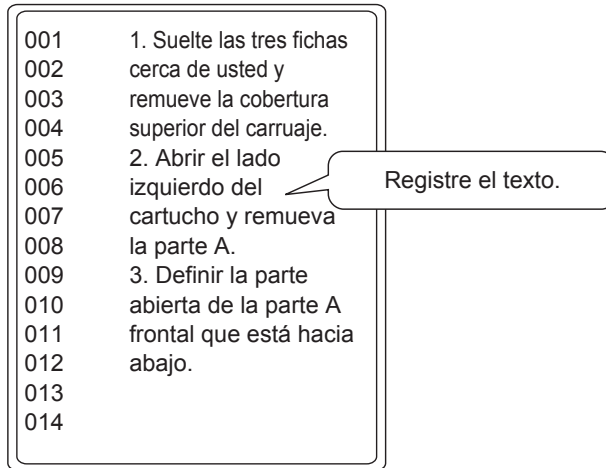 001 1. Suelte las tres fichas
002 cerca de usted y
003 remueve la cobertura
004 superior del carruaje.
005 2. Abrir el lado
006 izquierdo del
007 cartucho y remueva
008 la parte A.
009 3. Definir la parte
010 abierta de la parte A
011 frontal que está hacia
012 abajo.
013
014
Registre el texto.